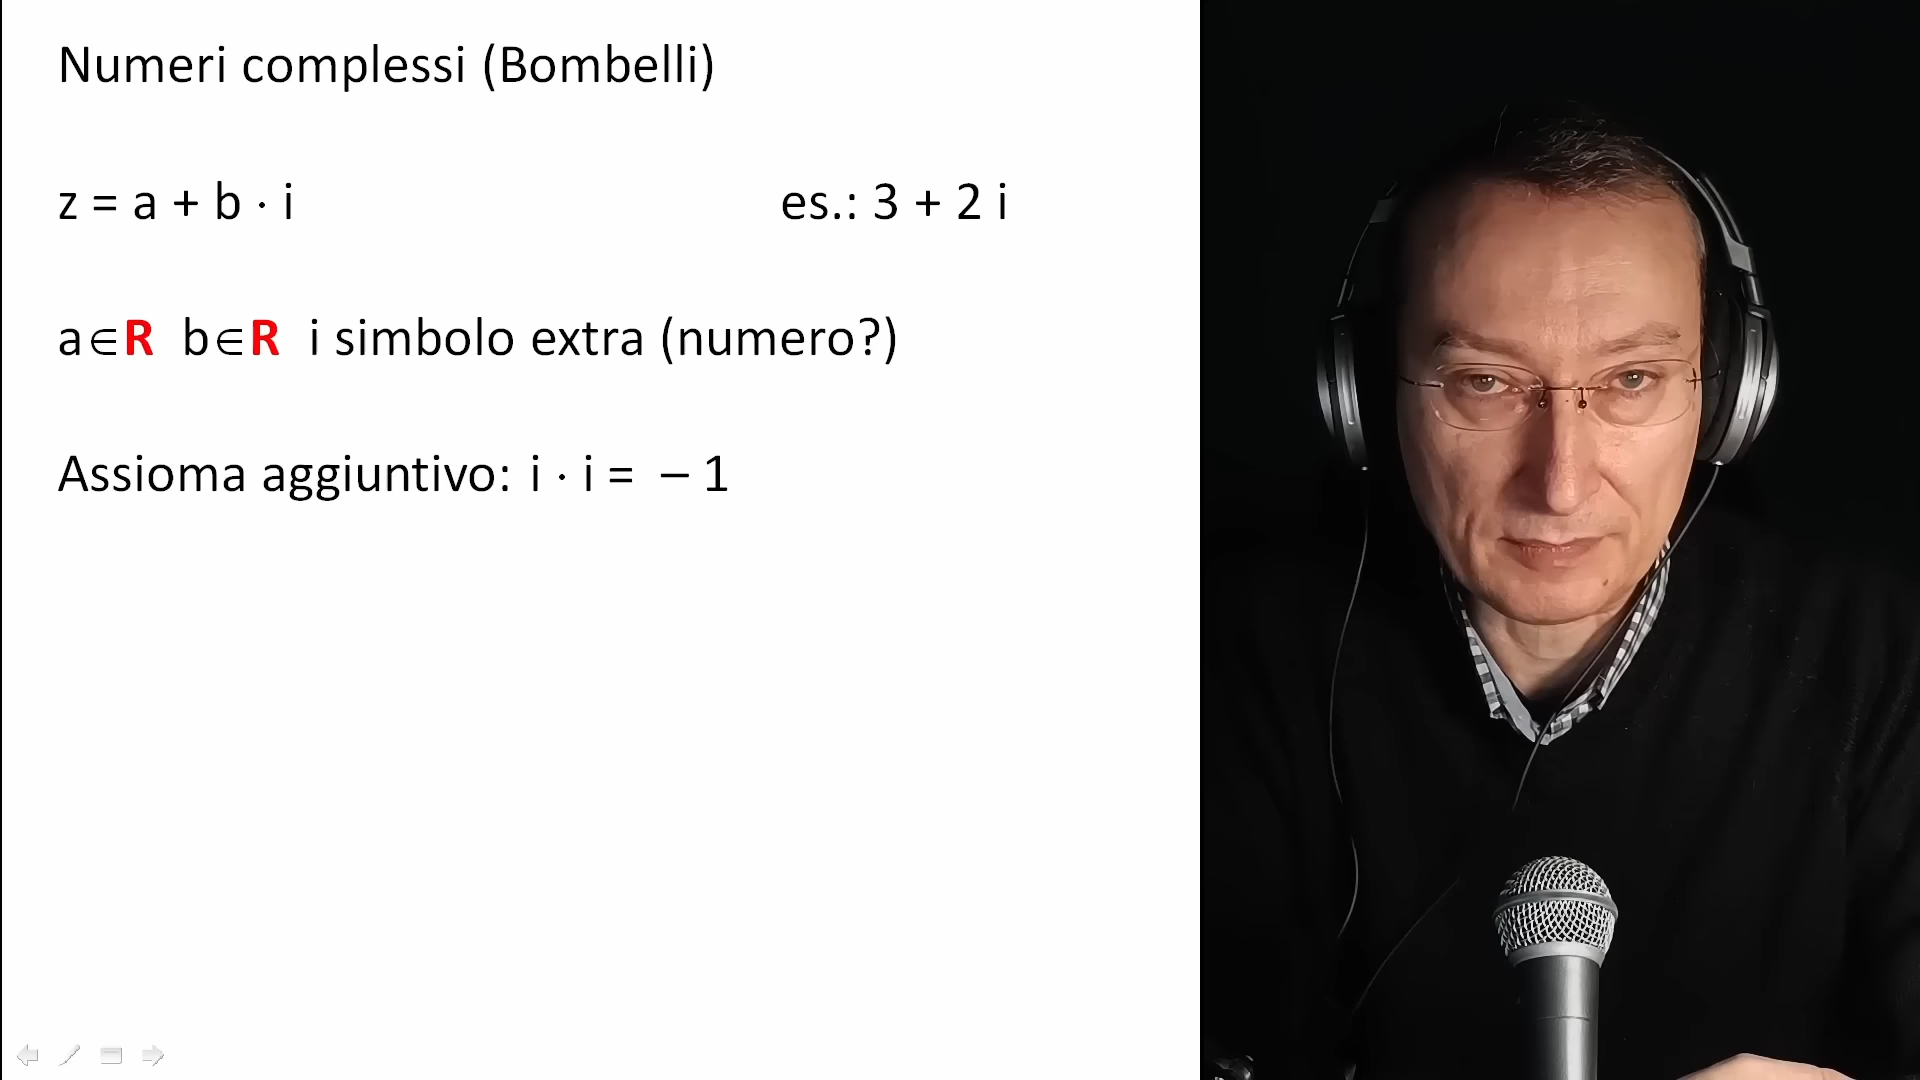 Numeri complessi (Bombelli)
z = a + b · i es.: 3 + 2 i
a∈R b∈R i simbolo extra (numero?)
Assioma aggiuntivo: i · i = – 1